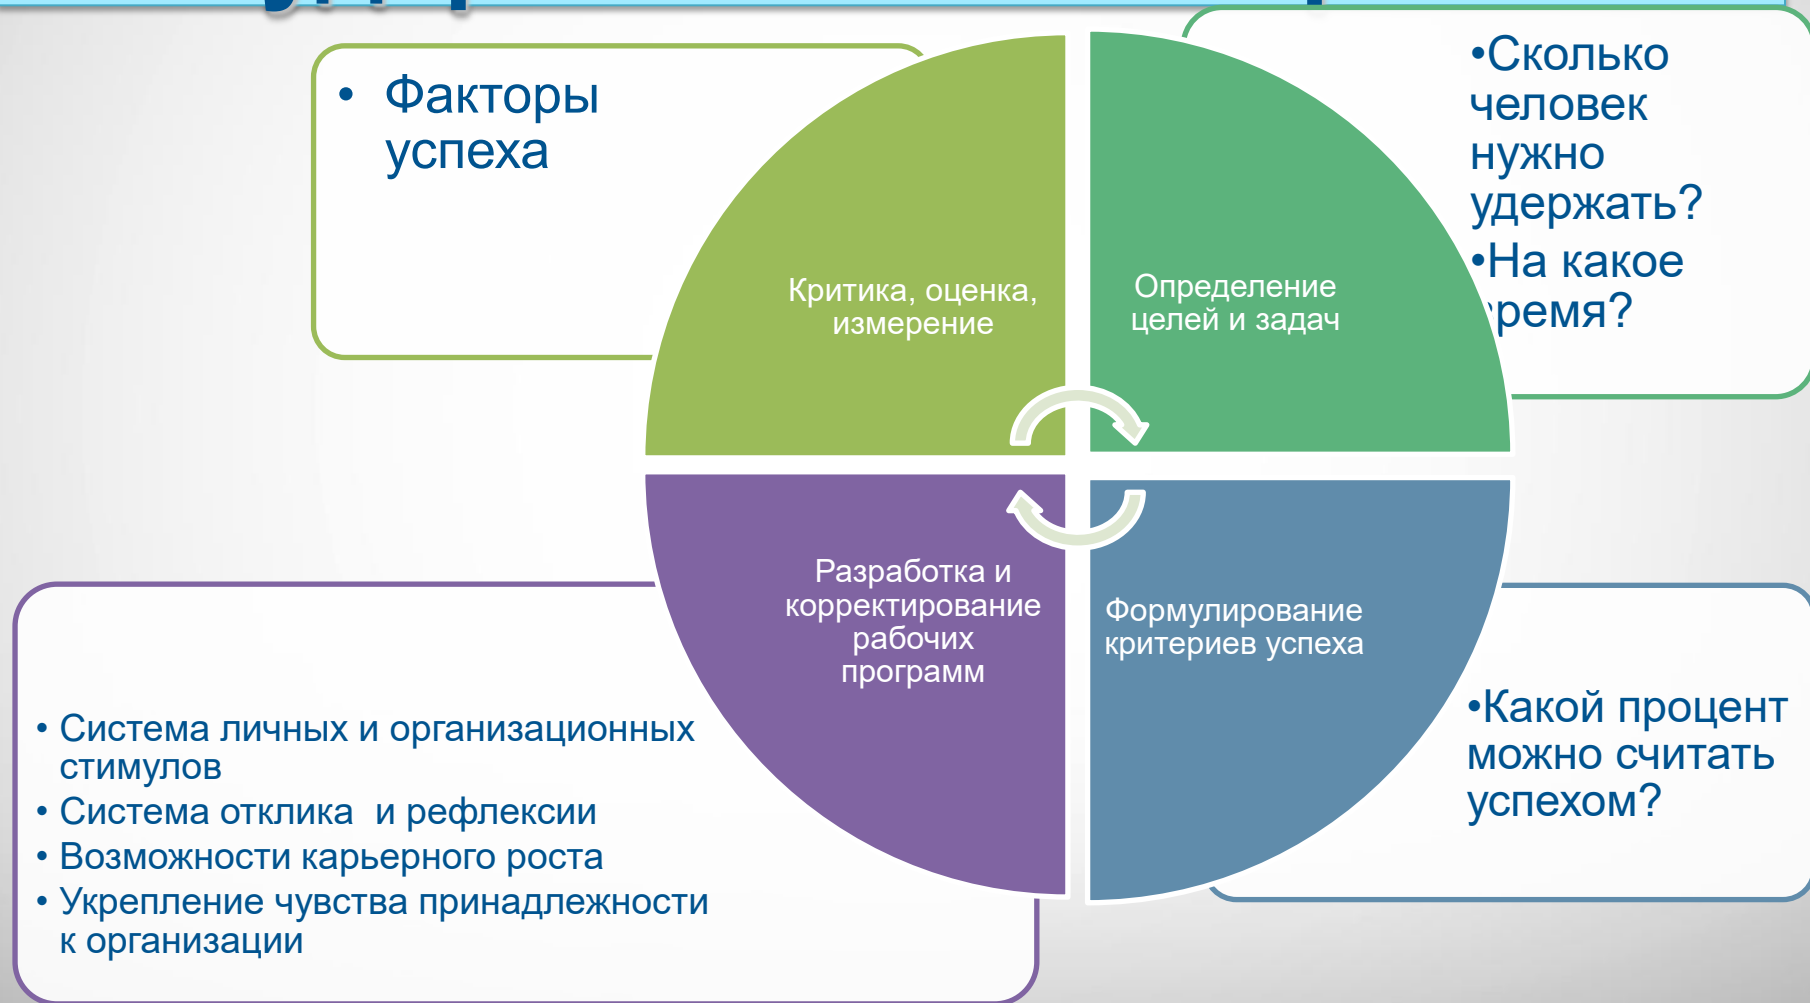 • Факторы
успеха
•Сколько
человек
нужно
удержать?
•На какое
время?
Критика, оценка,
измерение
Определение
целей и задач
Разработка и
корректирование
рабочих
программ
Формулирование
критериев успеха
• Система личных и организационных
стимулов
• Система отклика и рефлексии
• Возможности карьерного роста
• Укрепление чувства принадлежности
к организации
•Какой процент
можно считать
успехом?